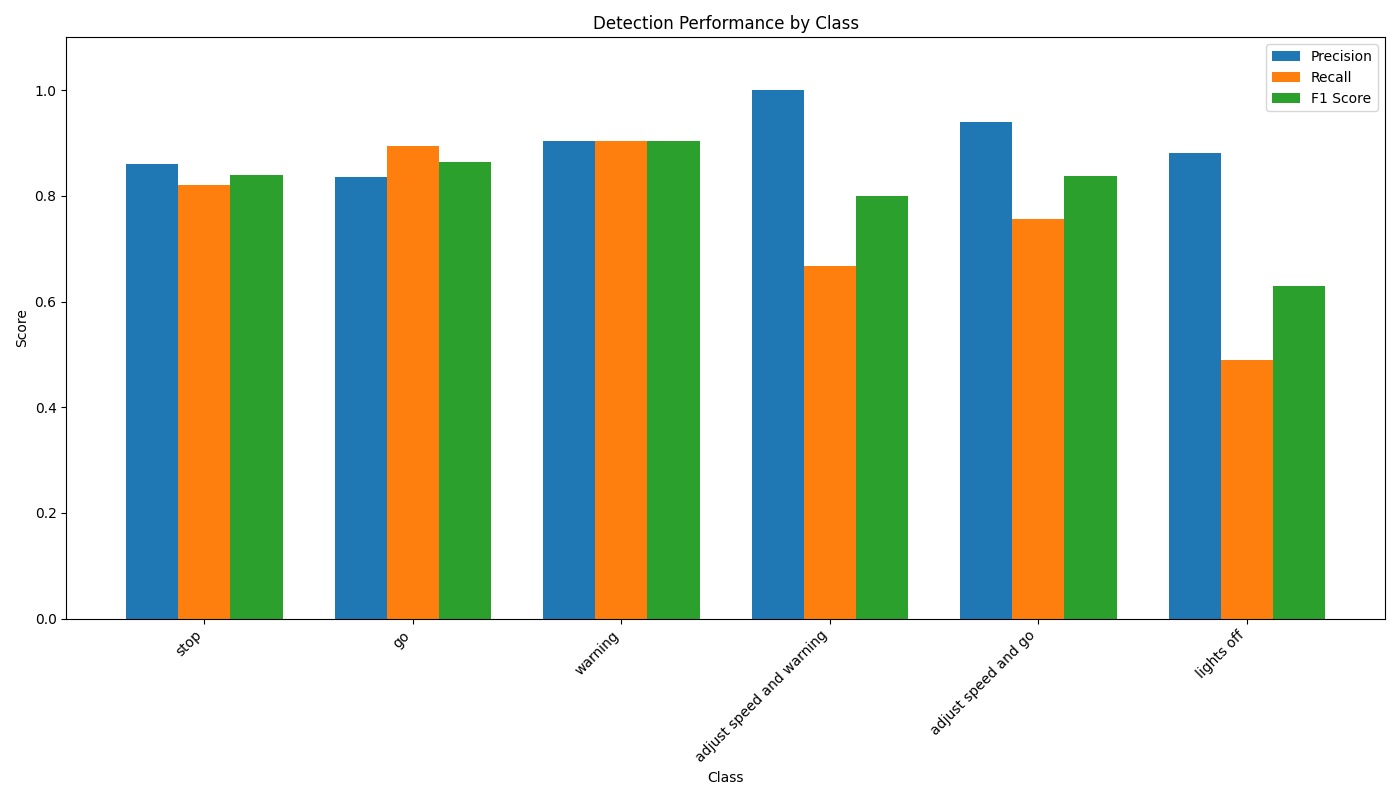 Detection Performance by Class
Precision
Recall
F1 Score
1.0
0.8
0.6
0.4
0.2
0.0
Score
stop
go
warning
adjust speed and warning
adjust speed and go
lights off
Class